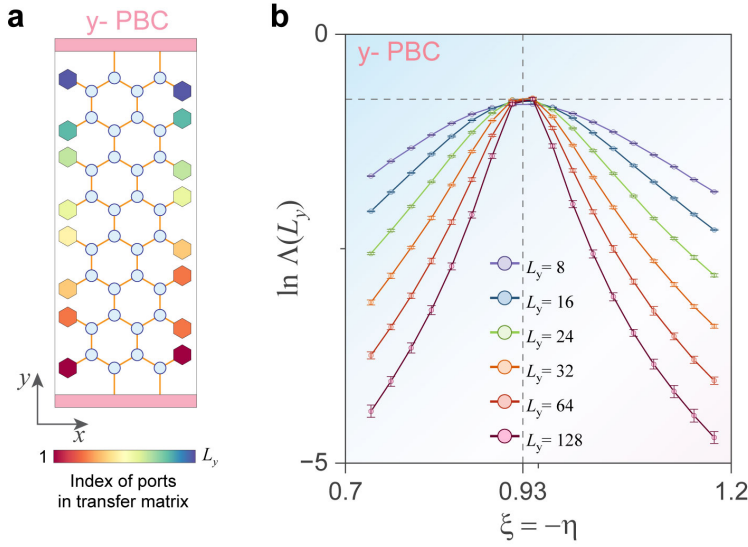 a
y- PBC
y
x
1
L_y
Index of ports
in transfer matrix
b
y- PBC
0
−5
ln Λ(L_y)
L_y= 8
L_y= 16
L_y= 24
L_y= 32
L_y= 64
L_y= 128
0.7
0.93
1.2
ξ = −η